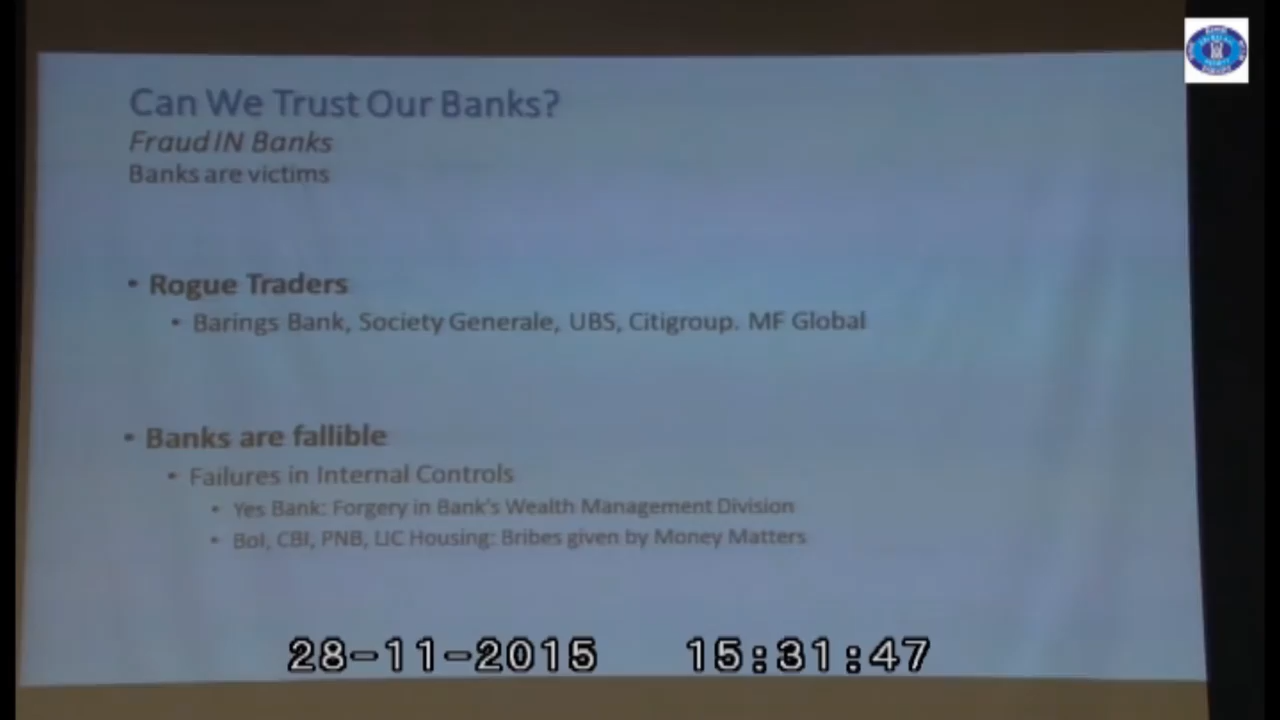 Can We Trust Our Banks?
Fraud IN Banks
Banks are victims
• Rogue Traders
• Barings Bank, Society Generale, UBS, Citigroup. MF Global
• Banks are fallible
• Failures in Internal Controls
• Yes Bank: Forgery in Bank's Wealth Management Division
• BoI, CBI, PNB, LIC Housing: Bribes given by Money Matters
28-11-2015 15:31:47